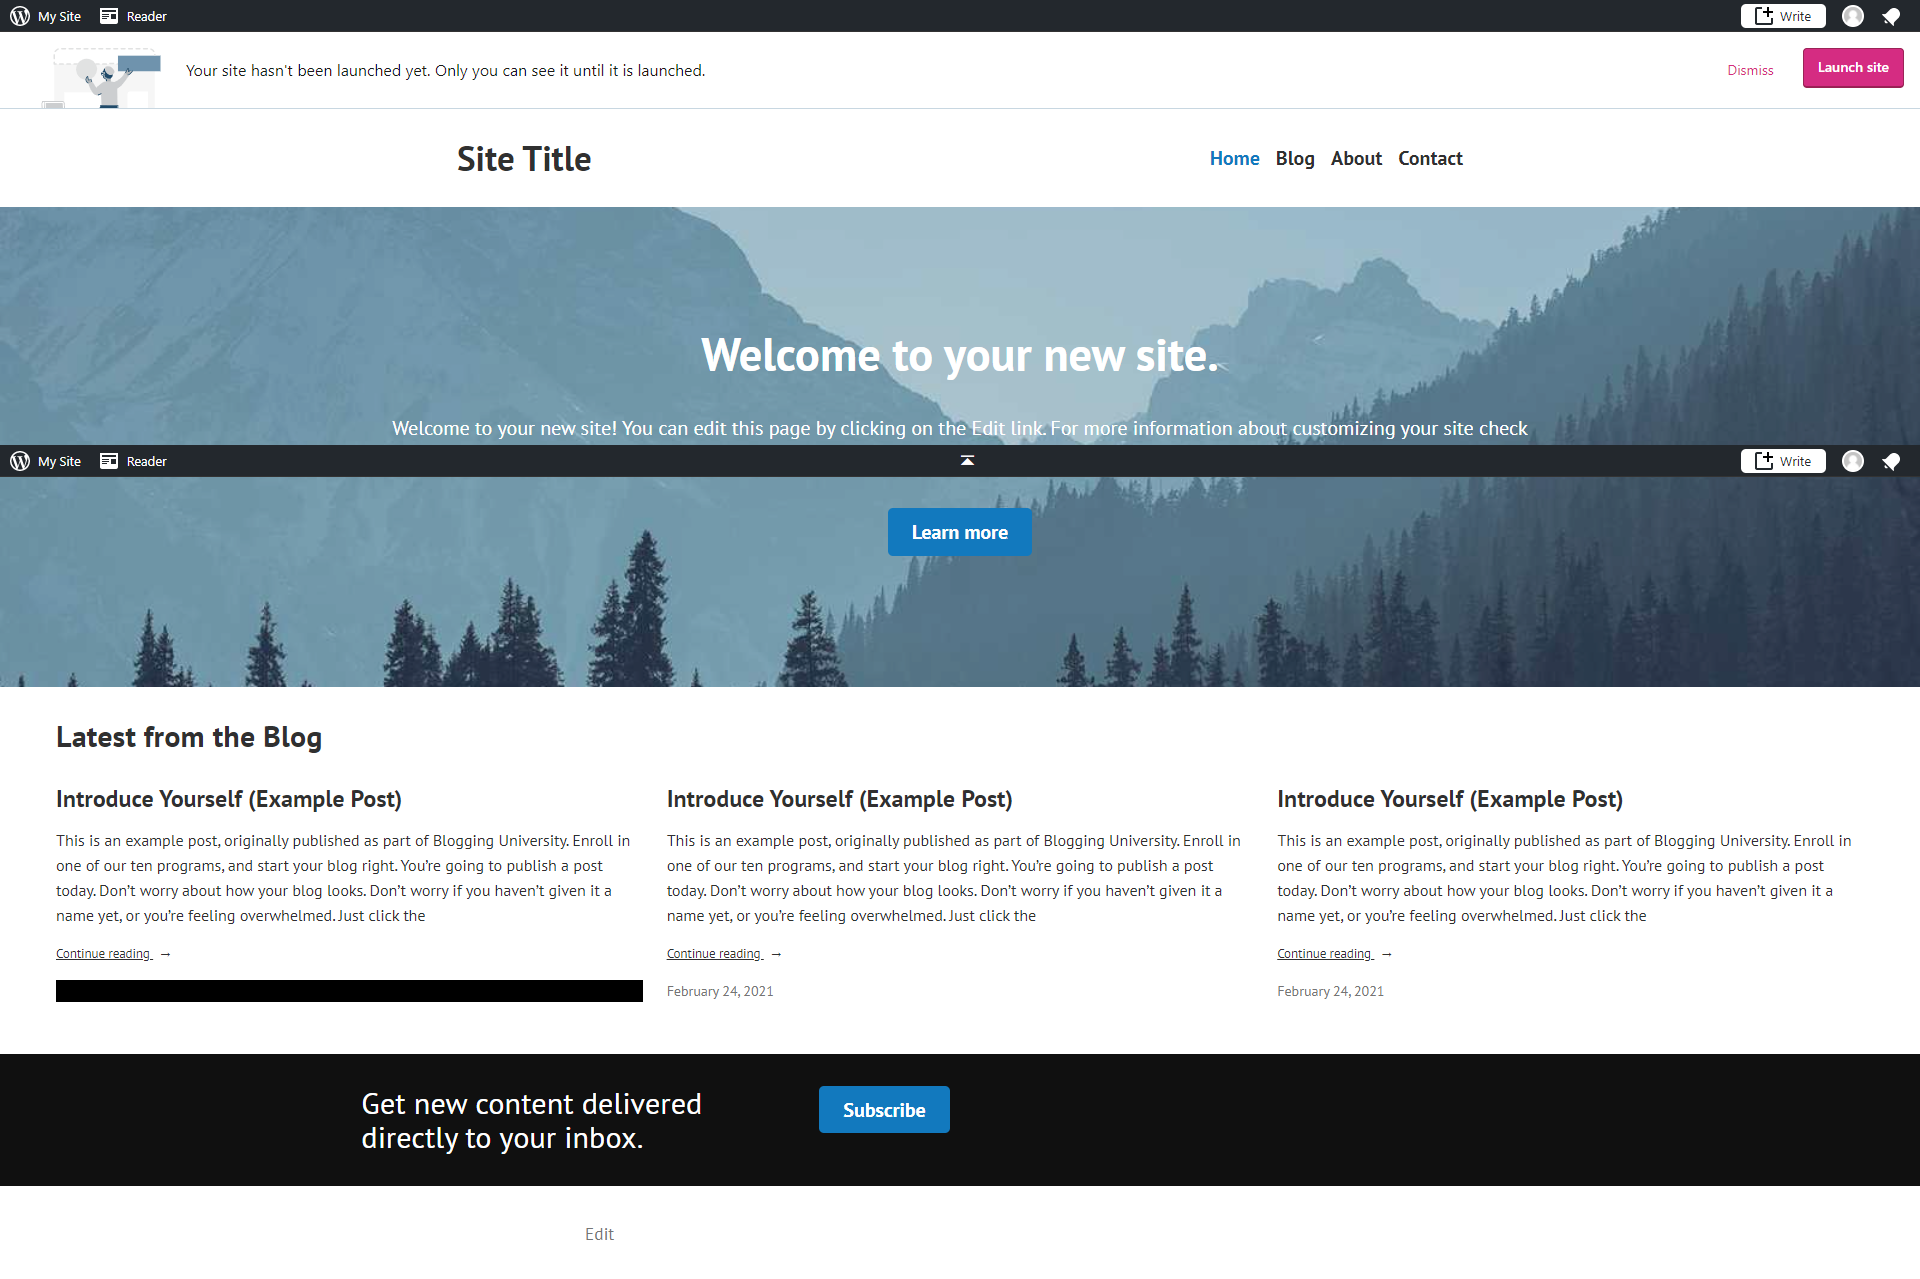 My Site Reader Write
Your site hasn't been launched yet. Only you can see it until it is launched. Dismiss Launch site
Site Title Home Blog About Contact
Welcome to your new site.
Welcome to your new site! You can edit this page by clicking on the Edit link. For more information about customizing your site check
My Site Reader Write
Learn more
Latest from the Blog
Introduce Yourself (Example Post)
This is an example post, originally published as part of Blogging University. Enroll in
one of our ten programs, and start your blog right. You’re going to publish a post
today. Don’t worry about how your blog looks. Don’t worry if you haven’t given it a
name yet, or you’re feeling overwhelmed. Just click the
Continue reading →
Introduce Yourself (Example Post)
This is an example post, originally published as part of Blogging University. Enroll in
one of our ten programs, and start your blog right. You’re going to publish a post
today. Don’t worry about how your blog looks. Don’t worry if you haven’t given it a
name yet, or you’re feeling overwhelmed. Just click the
Continue reading →
February 24, 2021
Introduce Yourself (Example Post)
This is an example post, originally published as part of Blogging University. Enroll in
one of our ten programs, and start your blog right. You’re going to publish a post
today. Don’t worry about how your blog looks. Don’t worry if you haven’t given it a
name yet, or you’re feeling overwhelmed. Just click the
Continue reading →
February 24, 2021
Get new content delivered
directly to your inbox.
Subscribe
Edit